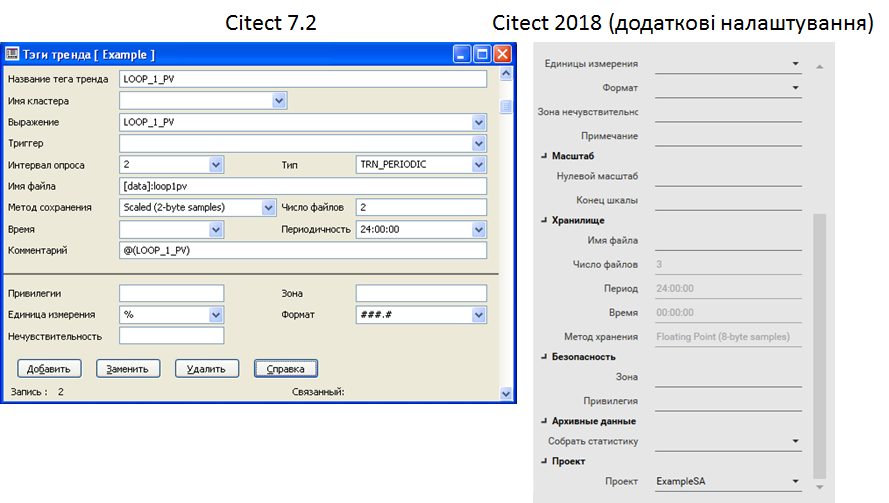 Citect 7.2
Тэги тренда [ Example ]
Название тега тренда LOOP_1_PV
Имя кластера
Выражение LOOP_1_PV
Триггер
Интервал опроса 2 Тип TRN_PERIODIC
Имя файла [data]:loop1pv
Метод сохранения Scaled (2-byte samples) Число файлов 2
Время Периодичность 24:00:00
Комментарий @(LOOP_1_PV)
Привилегии Зона
Единица измерения % Формат ###.#
Нечувствительность
Добавить Заменить Удалить Справка
Запись : 2 Связанный:
Citect 2018 (додаткові налаштування)
Единицы измерения
Формат
Зона нечувствительнс
Примечание
Масштаб
Нулевой масштаб
Конец шкалы
Хранилище
Имя файла
Число файлов 3
Период 24:00:00
Время 00:00:00
Метод хранения Floating Point (8-byte samples)
Безопасность
Зона
Привилегия
Архивные данные
Собрать статистику
Проект
Проект ExampleSA